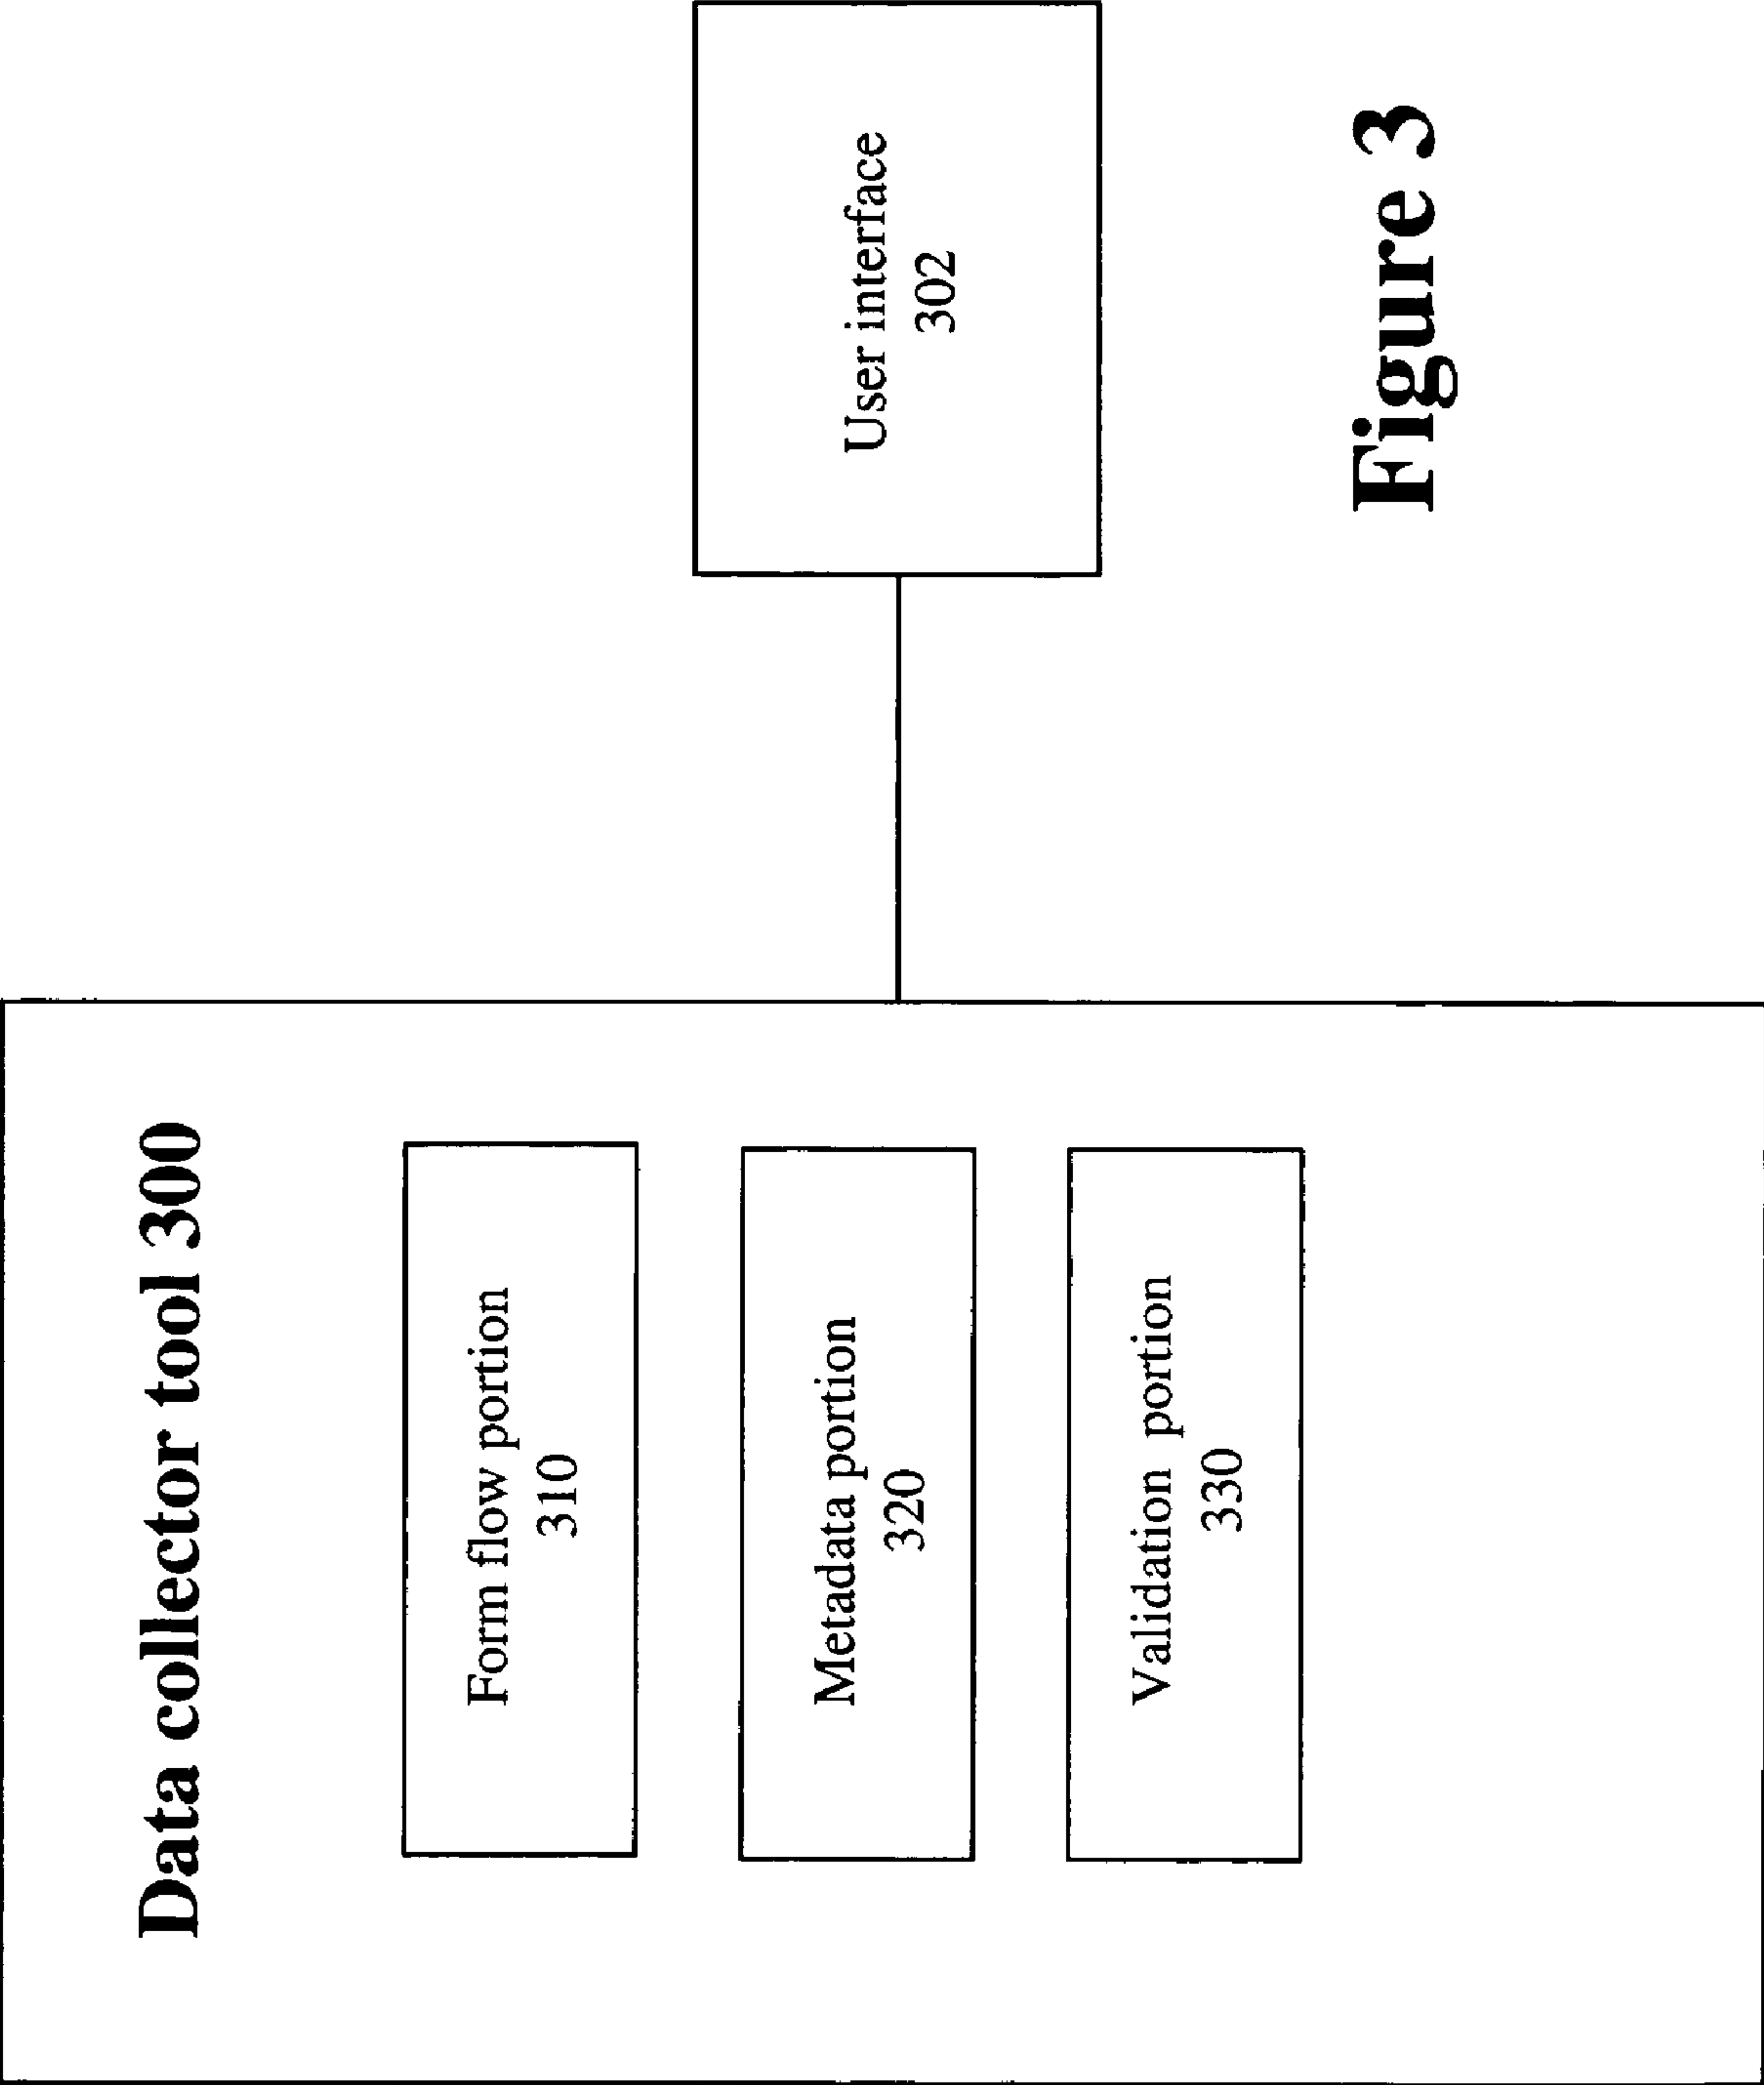 Data collector tool 300
Form flow portion
310
Metadata portion
320
Validation portion
330
User interface
302
Figure 3